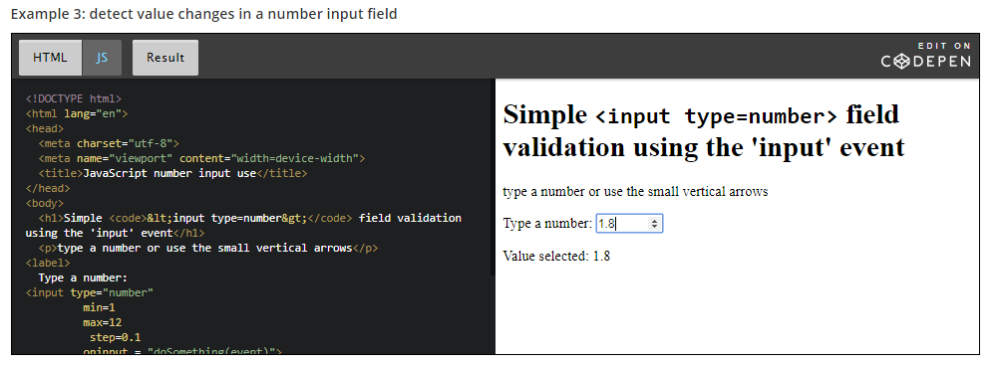 Example 3: detect value changes in a number input field
HTML JS Result
EDIT ON
CODEPEN
<!DOCTYPE html>
<html lang="en">
<head>
<meta charset="utf-8">
<meta name="viewport" content="width=device-width">
<title>JavaScript number input use</title>
</head>
<body>
<h1>Simple <code>&lt;input type=number&gt;</code> field validation
using the 'input' event</h1>
<p>type a number or use the small vertical arrows</p>
<label>
Type a number:
<input type="number"
min=1
max=12
step=0.1
oninput = "doSomething(event)">
Simple <input type=number> field
validation using the 'input' event
type a number or use the small vertical arrows
Type a number: 1.8
Value selected: 1.8